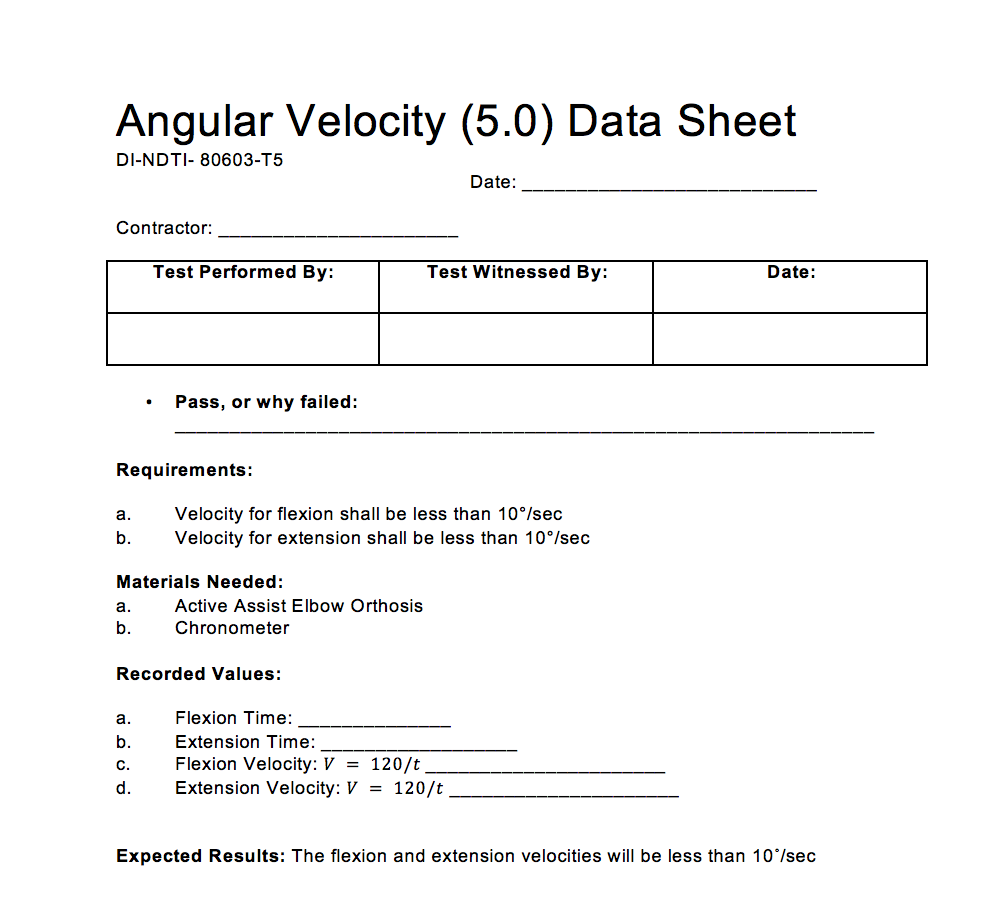 Angular Velocity (5.0) Data Sheet
DI-NDTI- 80603-T5
Date: ___________________________
Contractor: ______________________
Test Performed By: Test Witnessed By: Date:
• Pass, or why failed:
________________________________________________________________
Requirements:
a. Velocity for flexion shall be less than 10°/sec
b. Velocity for extension shall be less than 10°/sec
Materials Needed:
a. Active Assist Elbow Orthosis
b. Chronometer
Recorded Values:
a. Flexion Time: ______________
b. Extension Time: __________________
c. Flexion Velocity: V = 120/t ______________________
d. Extension Velocity: V = 120/t _____________________
Expected Results: The flexion and extension velocities will be less than 10°/sec